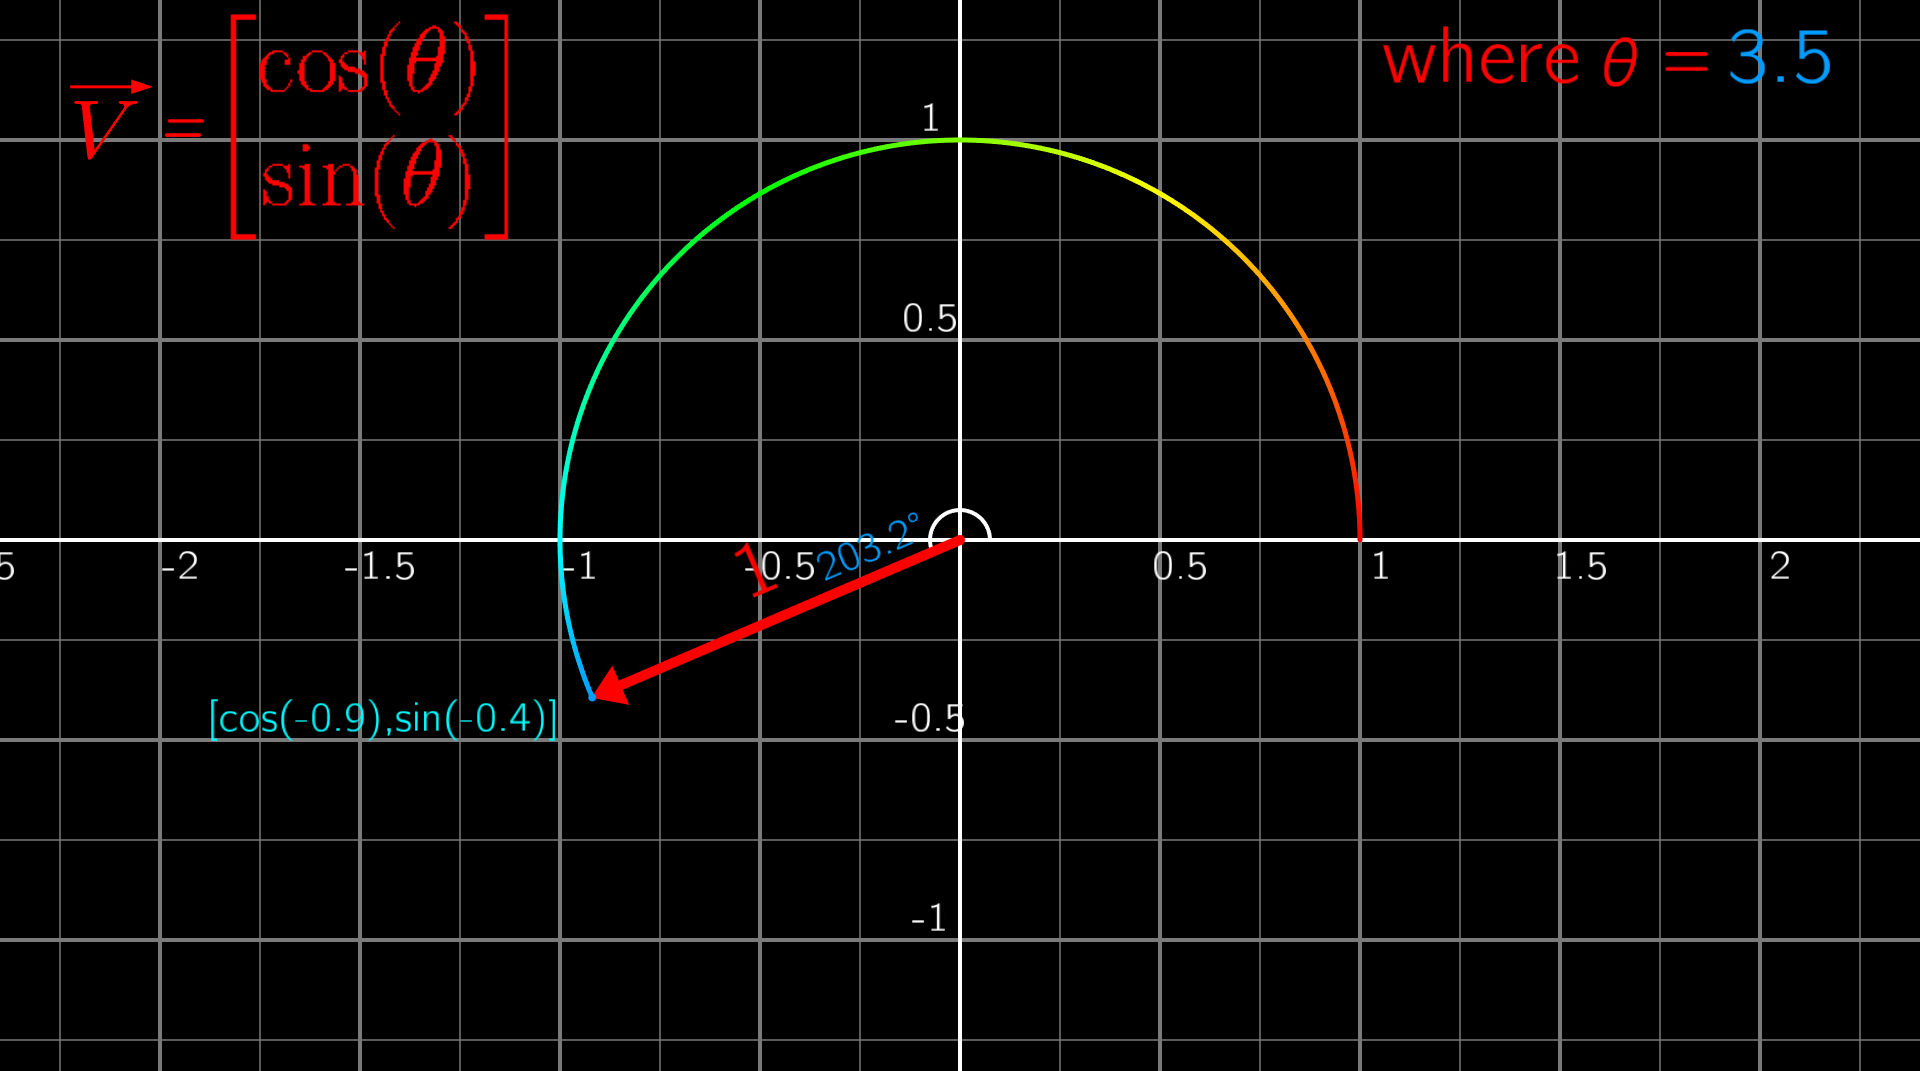 V = [cos(θ)
sin(θ)]
where θ = 3.5
1
0.5
203.2°
1
5 -2 -1.5 -1 -0.5 0.5 1 1.5 2
[cos(-0.9),sin(-0.4)]
-0.5
-1